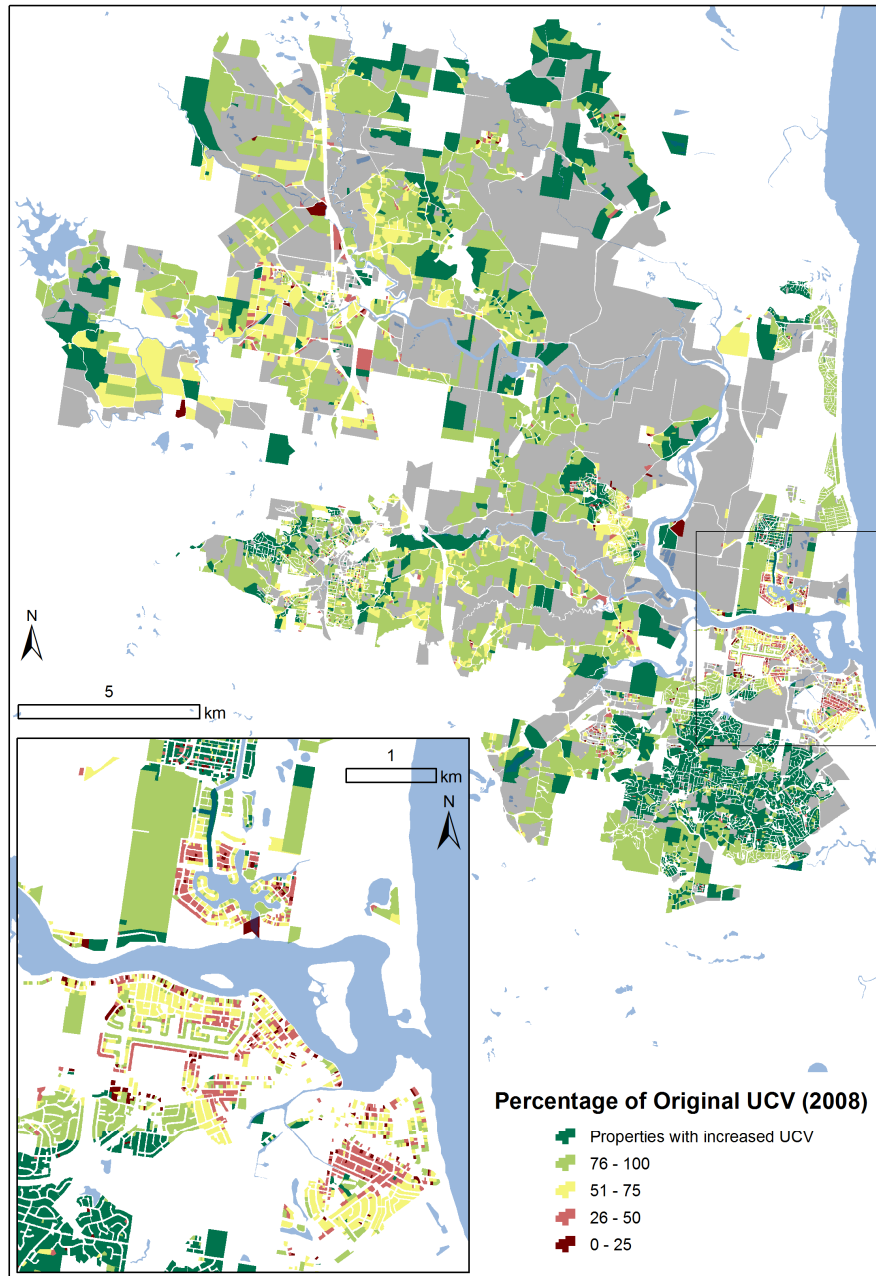 N
5
km
1
km
N
Percentage of Original UCV (2008)
Properties with increased UCV
76 - 100
51 - 75
26 - 50
0 - 25